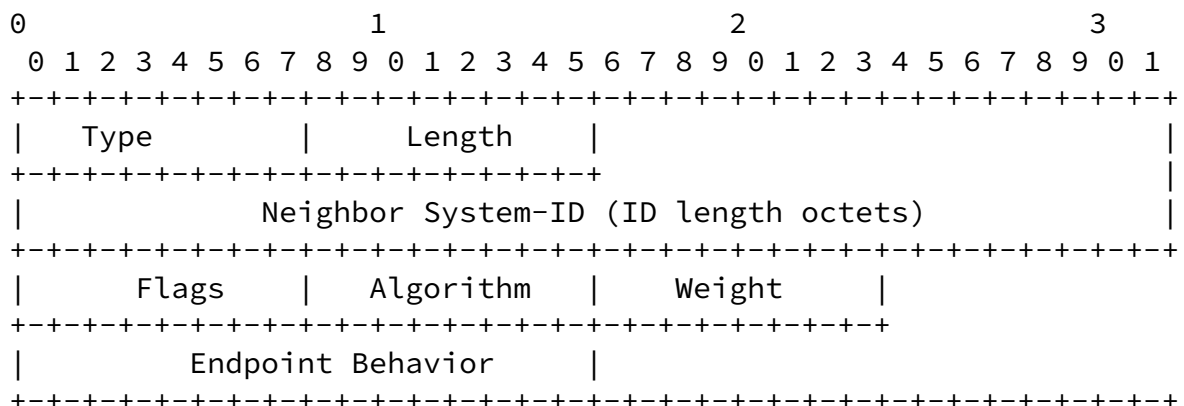 0                   1                   2                   3
 0 1 2 3 4 5 6 7 8 9 0 1 2 3 4 5 6 7 8 9 0 1 2 3 4 5 6 7 8 9 0 1
+-+-+-+-+-+-+-+-+-+-+-+-+-+-+-+-+-+-+-+-+-+-+-+-+-+-+-+-+-+-+-+-+
|   Type        |     Length    |                               |
+-+-+-+-+-+-+-+-+-+-+-+-+-+-+-+-+                               |
|             Neighbor System-ID (ID length octets)             |
+-+-+-+-+-+-+-+-+-+-+-+-+-+-+-+-+-+-+-+-+-+-+-+-+-+-+-+-+-+-+-+-+
|      Flags    |   Algorithm   |    Weight     |
+-+-+-+-+-+-+-+-+-+-+-+-+-+-+-+-+-+-+-+-+-+-+-+-+
|         Endpoint Behavior     |
+-+-+-+-+-+-+-+-+-+-+-+-+-+-+-+-+-+-+-+-+-+-+-+-+-+-+-+-+-+-+-+-+